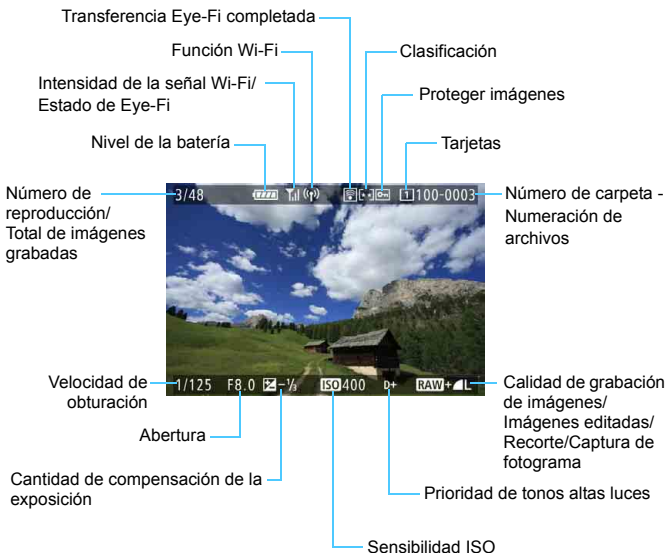 Transferencia Eye-Fi completada
Función Wi-Fi
Clasificación
Intensidad de la señal Wi-Fi/
Estado de Eye-Fi
Proteger imágenes
Nivel de la batería
Tarjetas
Número de
reproducción/
Total de imágenes
grabadas
3/48
1 100-0003
Número de carpeta -
Numeración de
archivos
Velocidad de
obturación
1/125 F8.0 -⅓ ISO 400 D+ RAW+L
Calidad de grabación
de imágenes/
Imágenes editadas/
Recorte/Captura de
fotograma
Abertura
Cantidad de compensación de la
exposición
Prioridad de tonos altas luces
Sensibilidad ISO